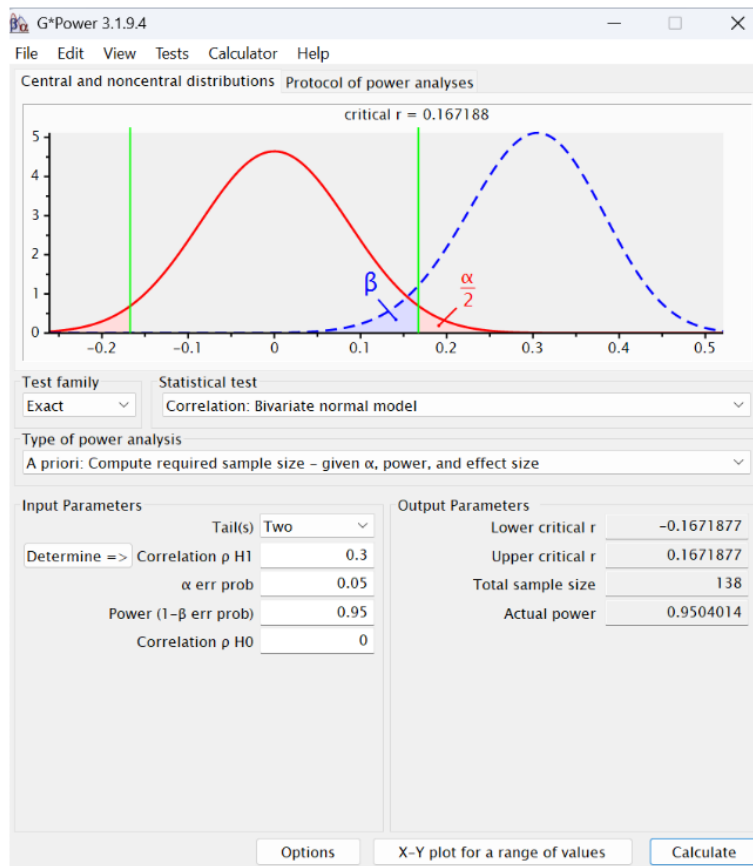 G*Power 3.1.9.4
File Edit View Tests Calculator Help
Central and noncentral distributions Protocol of power analyses
critical r = 0.167188
5
4
3
2
1
0
β
α
2
-0.2 -0.1 0 0.1 0.2 0.3 0.4 0.5
Test family Statistical test
Exact Correlation: Bivariate normal model
Type of power analysis
A priori: Compute required sample size – given α, power, and effect size
Input Parameters
Tail(s) Two
Determine => Correlation ρ H1 0.3
α err prob 0.05
Power (1-β err prob) 0.95
Correlation ρ H0 0
Output Parameters
Lower critical r -0.1671877
Upper critical r 0.1671877
Total sample size 138
Actual power 0.9504014
Options X-Y plot for a range of values Calculate